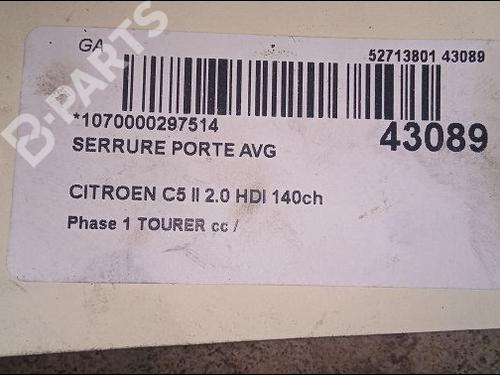 GA
52713801 43089
*1070000297514
43089
SERRURE PORTE AVG
CITROEN C5 II 2.0 HDI 140ch
Phase 1 TOURER cc /
B-PARTS